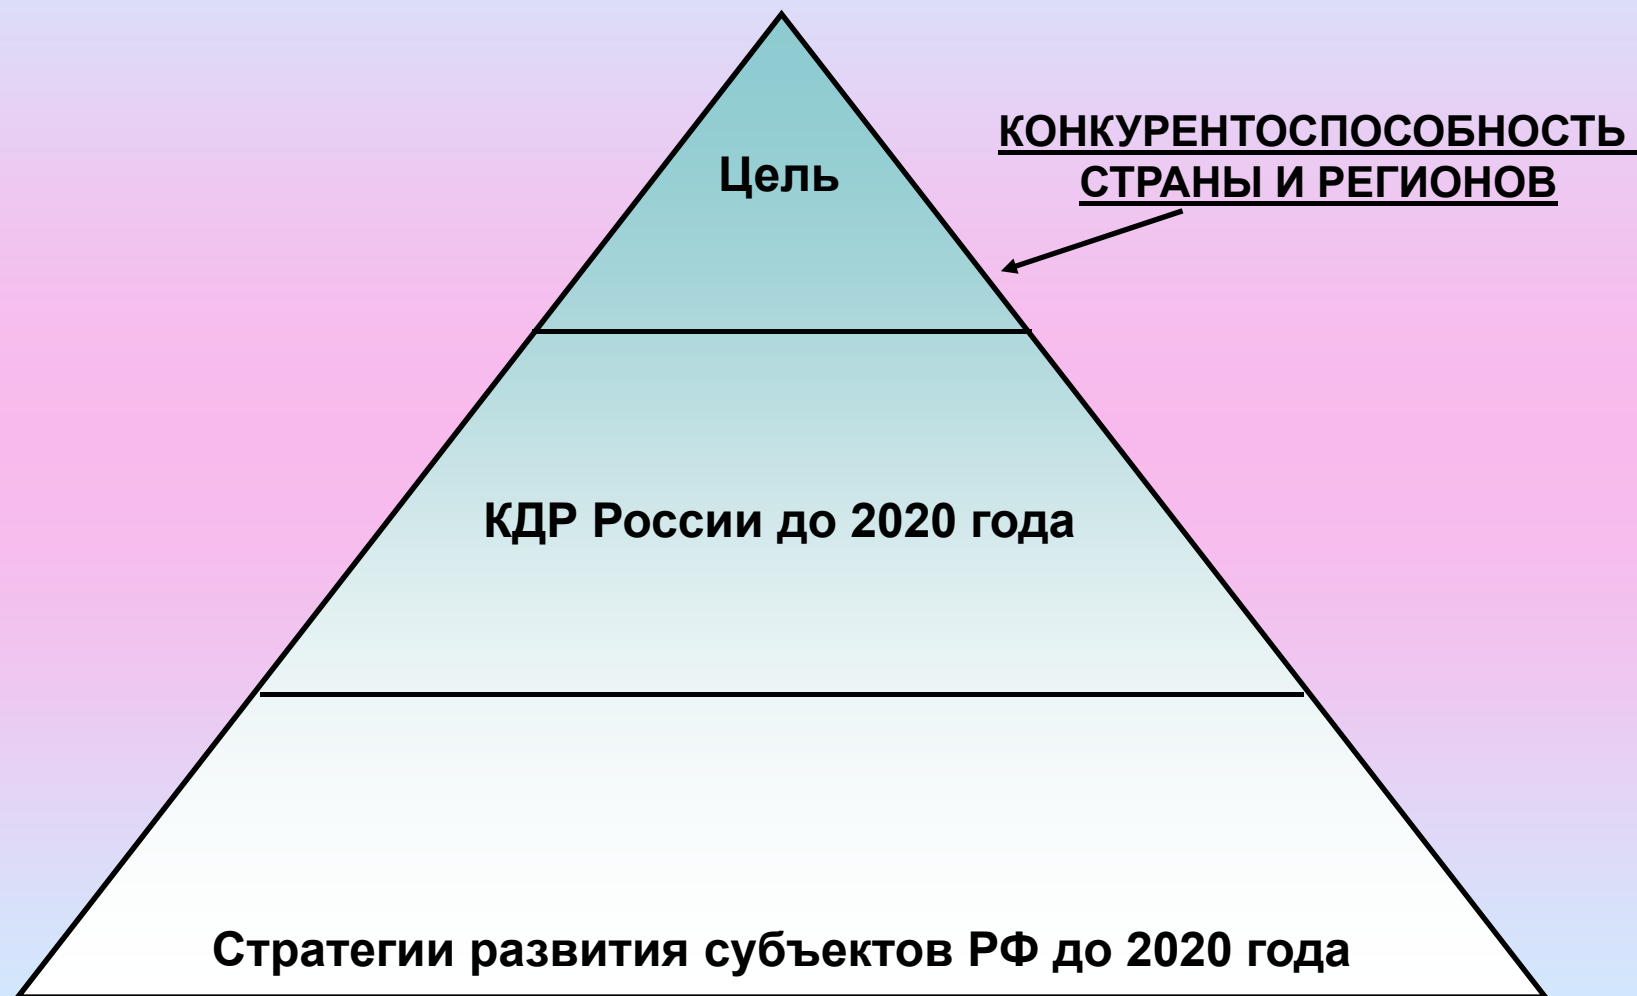 КОНКУРЕНТОСПОСОБНОСТЬ
СТРАНЫ И РЕГИОНОВ
Цель
КДР России до 2020 года
Стратегии развития субъектов РФ до 2020 года